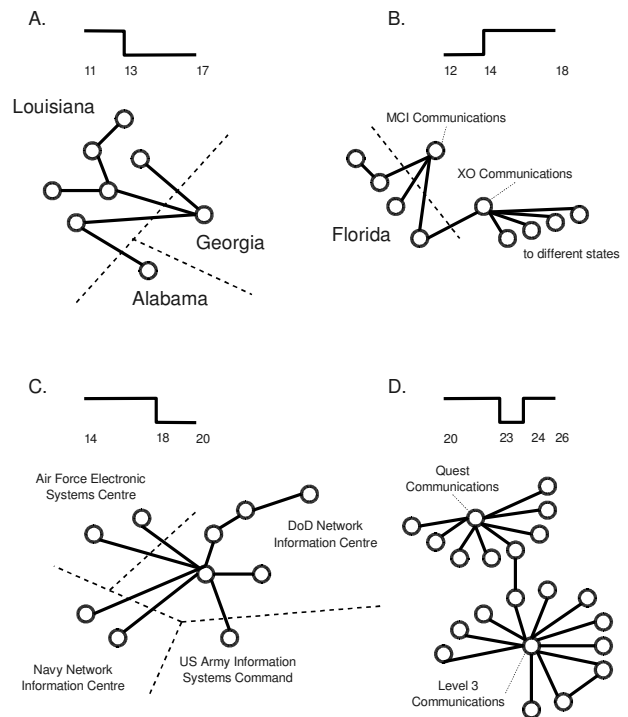 A.
11 13 17
Louisiana
Georgia
Alabama
B.
12 14 18
MCI Communications
XO Communications
Florida
to different states
C.
14 18 20
Air Force Electronic
Systems Centre
DoD Network
Information Centre
Navy Network
Information Centre
US Army Information
Systems Command
D.
20 23 24 26
Quest
Communications
Level 3
Communications